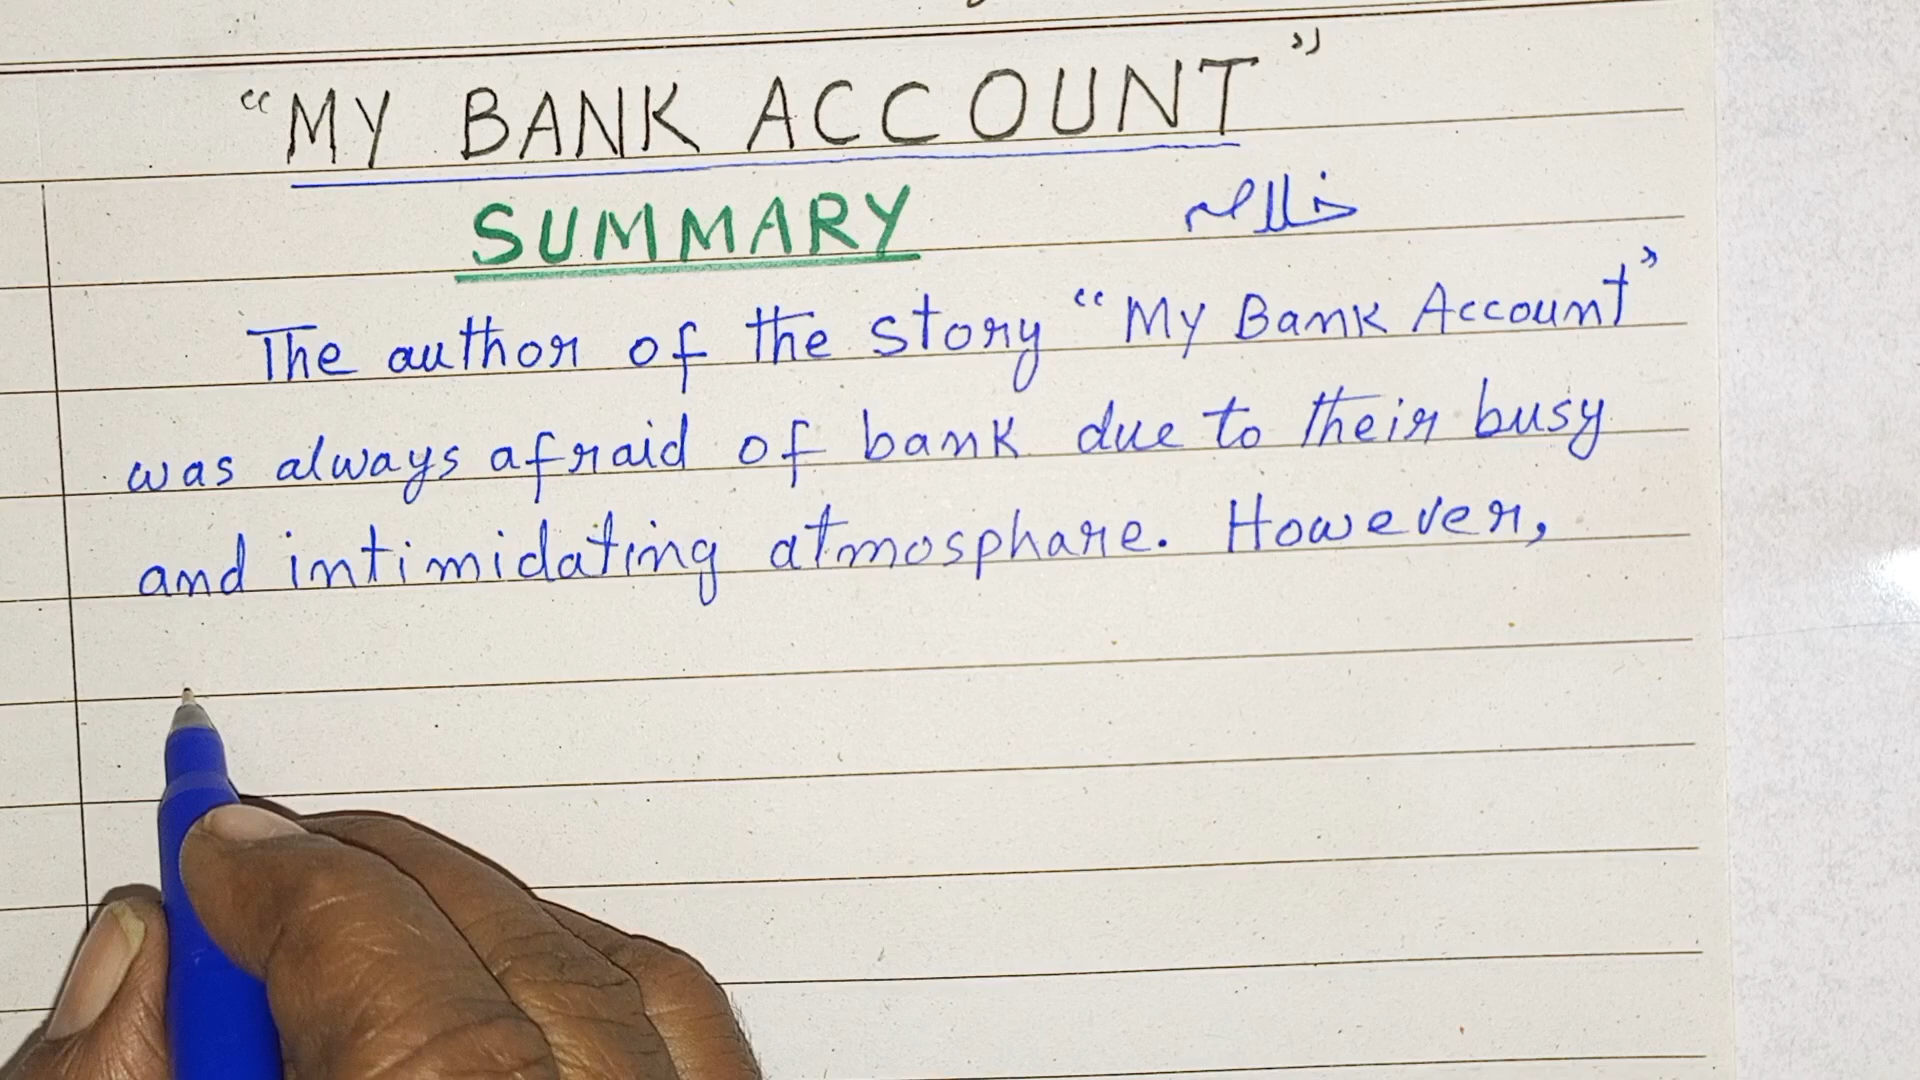 “MY BANK ACCOUNT”
SUMMARY خلاصہ
The author of the story “My Bank Account”
was always afraid of bank due to their busy
and intimidating atmosphare. However,